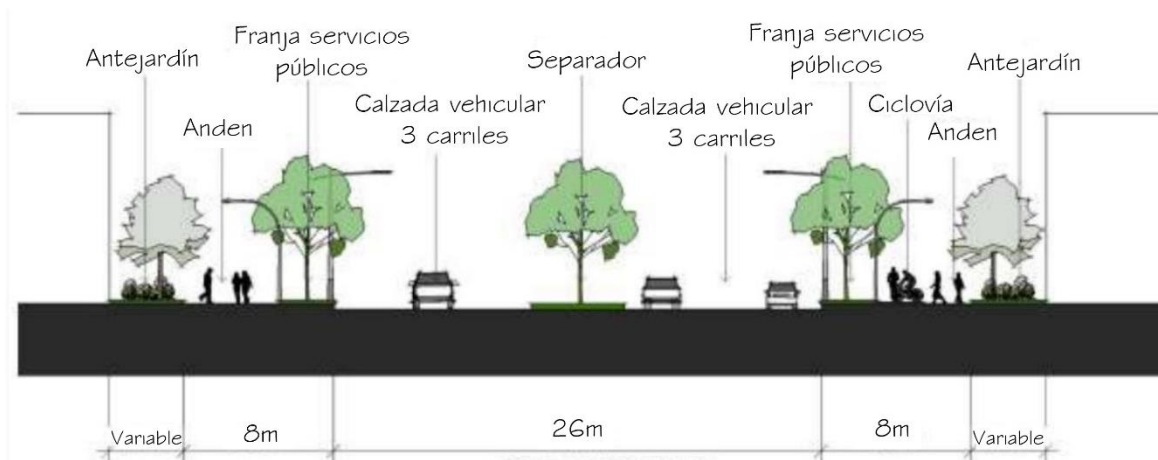 Antejardín
Franja servicios
públicos
Anden
Calzada vehicular
3 carriles
Separador
Calzada vehicular
3 carriles
Franja servicios
públicos
Ciclovía
Anden
Antejardín
Variable
8m
26m
8m
Variable